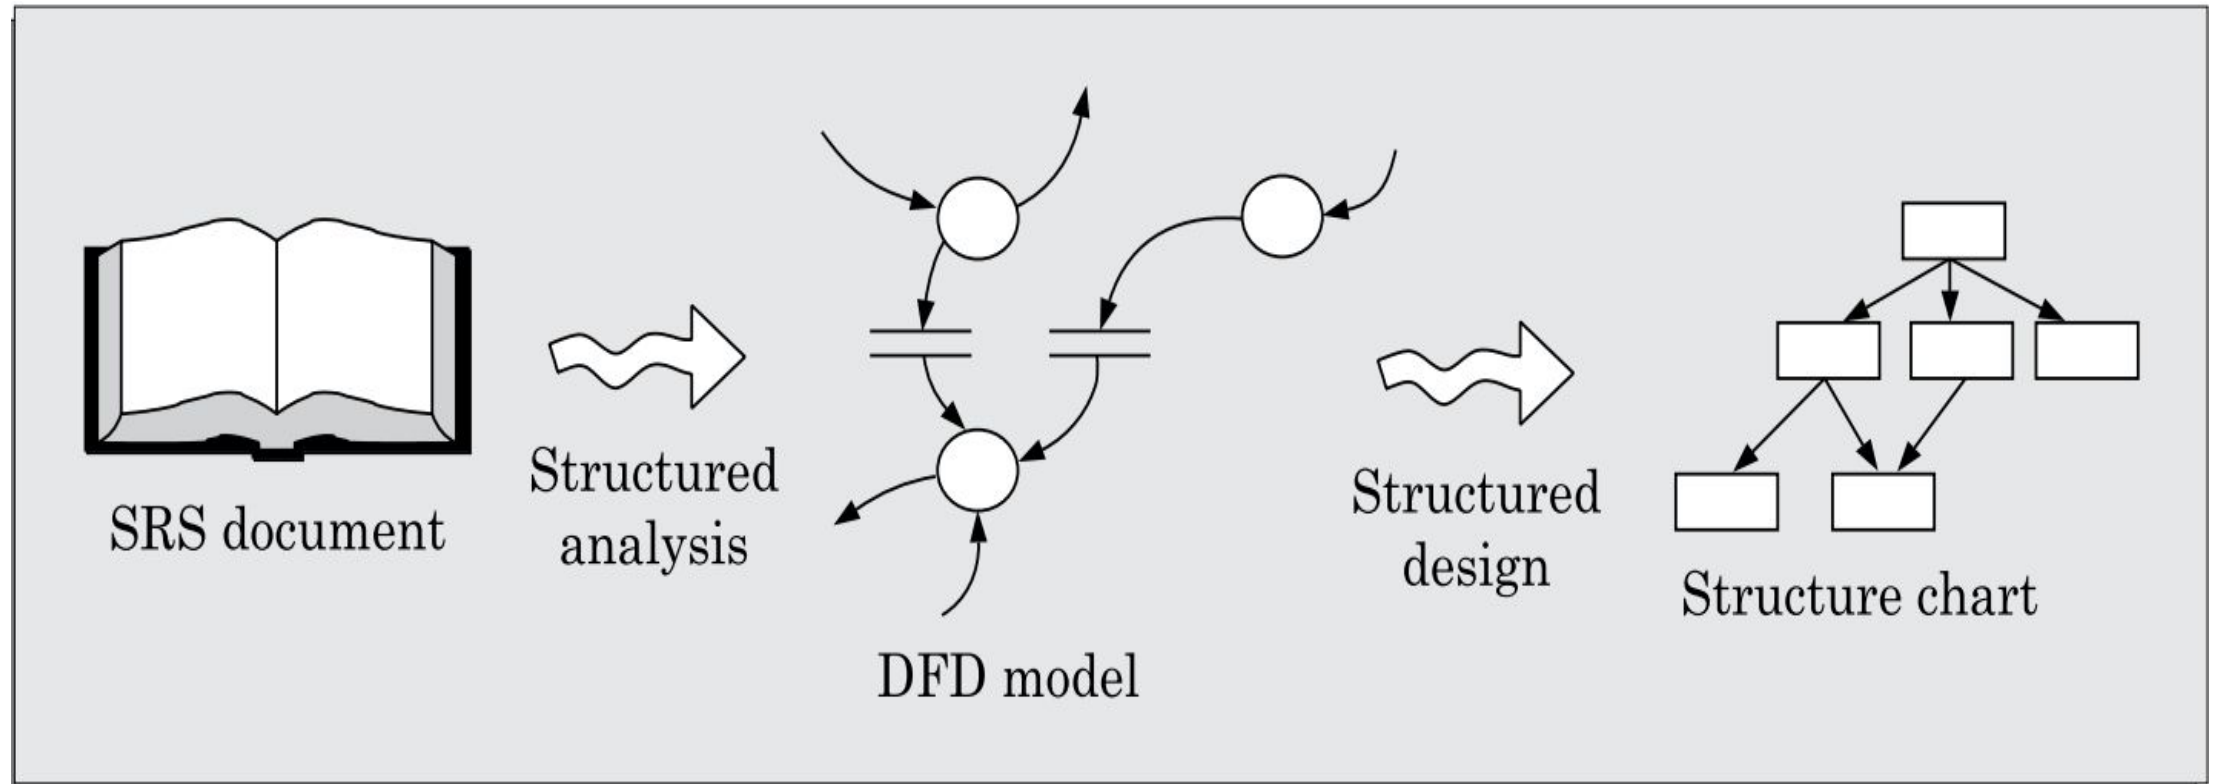 SRS document
Structured
analysis
DFD model
Structured
design
Structure chart